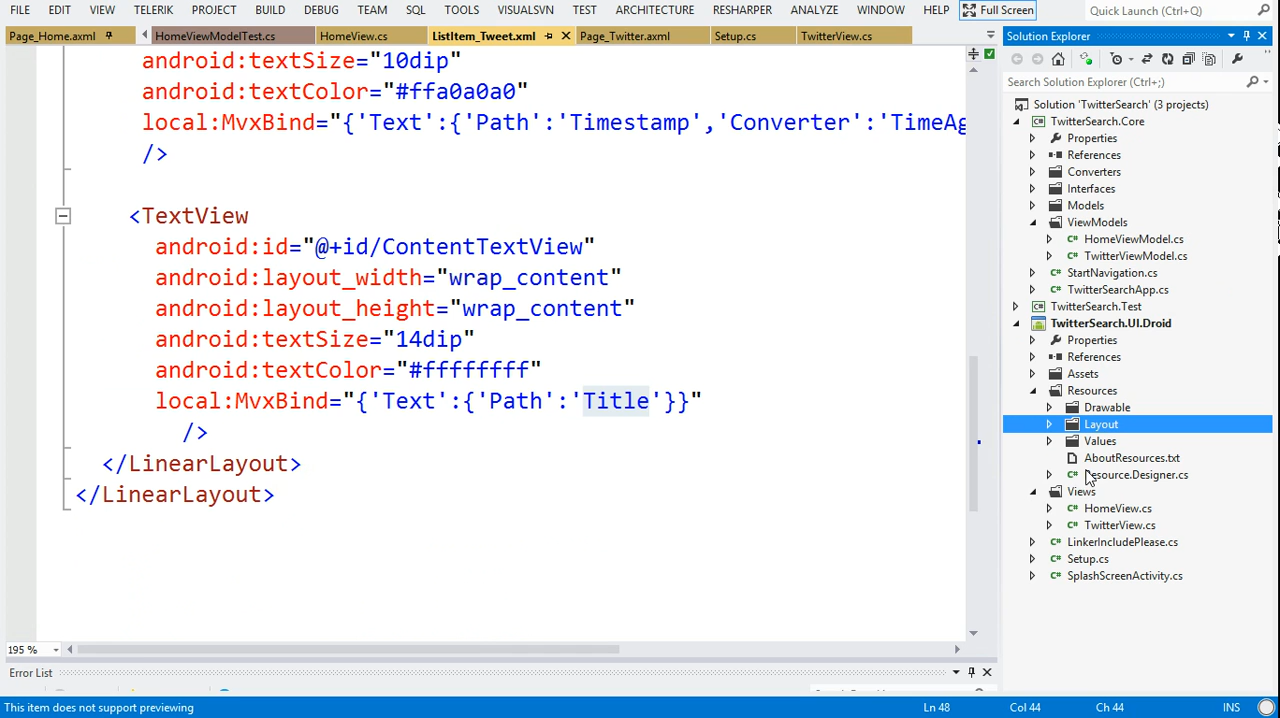 FILE EDIT VIEW TELERIK PROJECT BUILD DEBUG TEAM SQL TOOLS VISUALSVN TEST ARCHITECTURE RESHARPER ANALYZE WINDOW HELP Full Screen Quick Launch (Ctrl+Q)
Page_Home.axml HomeViewModelTest.cs HomeView.cs ListItem_Tweet.xml Page_Twitter.axml Setup.cs TwitterView.cs
android:textSize="10dip"
android:textColor="#ffa0a0a0"
local:MvxBind="{'Text':{'Path':'Timestamp','Converter':'TimeAg
/>
<TextView
android:id="@+id/ContentTextView"
android:layout_width="wrap_content"
android:layout_height="wrap_content"
android:textSize="14dip"
android:textColor="#ffffffff"
local:MvxBind="{'Text':{'Path':'Title'}}"
/>
</LinearLayout>
</LinearLayout>
195 %
Error List
Solution Explorer
Search Solution Explorer (Ctrl+;)
Solution 'TwitterSearch' (3 projects)
TwitterSearch.Core
Properties
References
Converters
Interfaces
Models
ViewModels
HomeViewModel.cs
TwitterViewModel.cs
StartNavigation.cs
TwitterSearchApp.cs
TwitterSearch.Test
TwitterSearch.UI.Droid
Properties
References
Assets
Resources
Drawable
Layout
Values
AboutResources.txt
Resource.Designer.cs
Views
HomeView.cs
TwitterView.cs
LinkerIncludePlease.cs
Setup.cs
SplashScreenActivity.cs
This item does not support previewing Ln 48 Col 44 Ch 44 INS